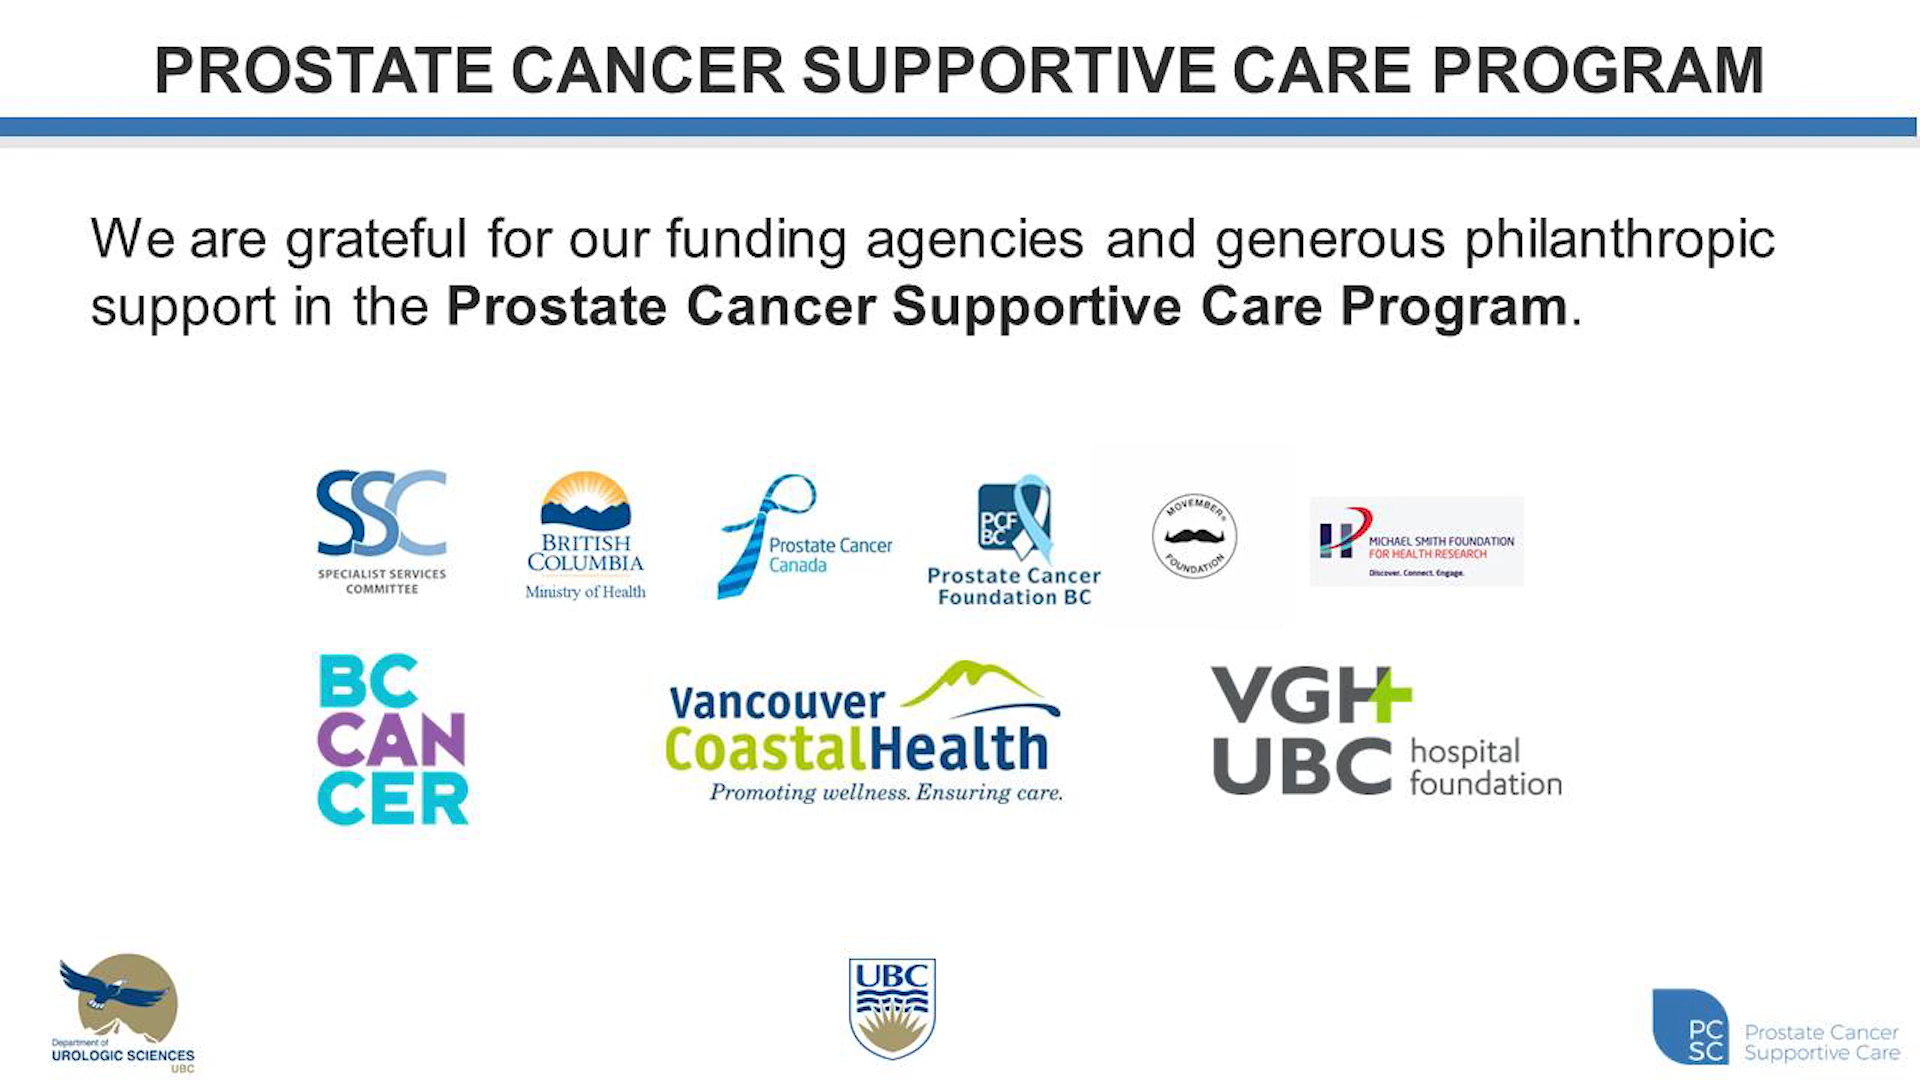 PROSTATE CANCER SUPPORTIVE CARE PROGRAM
We are grateful for our funding agencies and generous philanthropic
support in the Prostate Cancer Supportive Care Program.
SSC
SPECIALIST SERVICES
COMMITTEE
BRITISH
COLUMBIA
Ministry of Health
Prostate Cancer
Canada
PCF
BC
Prostate Cancer
Foundation BC
MOVEMBER®
FOUNDATION
MICHAEL SMITH FOUNDATION
FOR HEALTH RESEARCH
Discover. Connect. Engage.
BC
CAN
CER
Vancouver
CoastalHealth
Promoting wellness. Ensuring care.
VGH+
UBC hospital
foundation
Department of
UROLOGIC SCIENCES
UBC
UBC
PC
SC
Prostate Cancer
Supportive Care